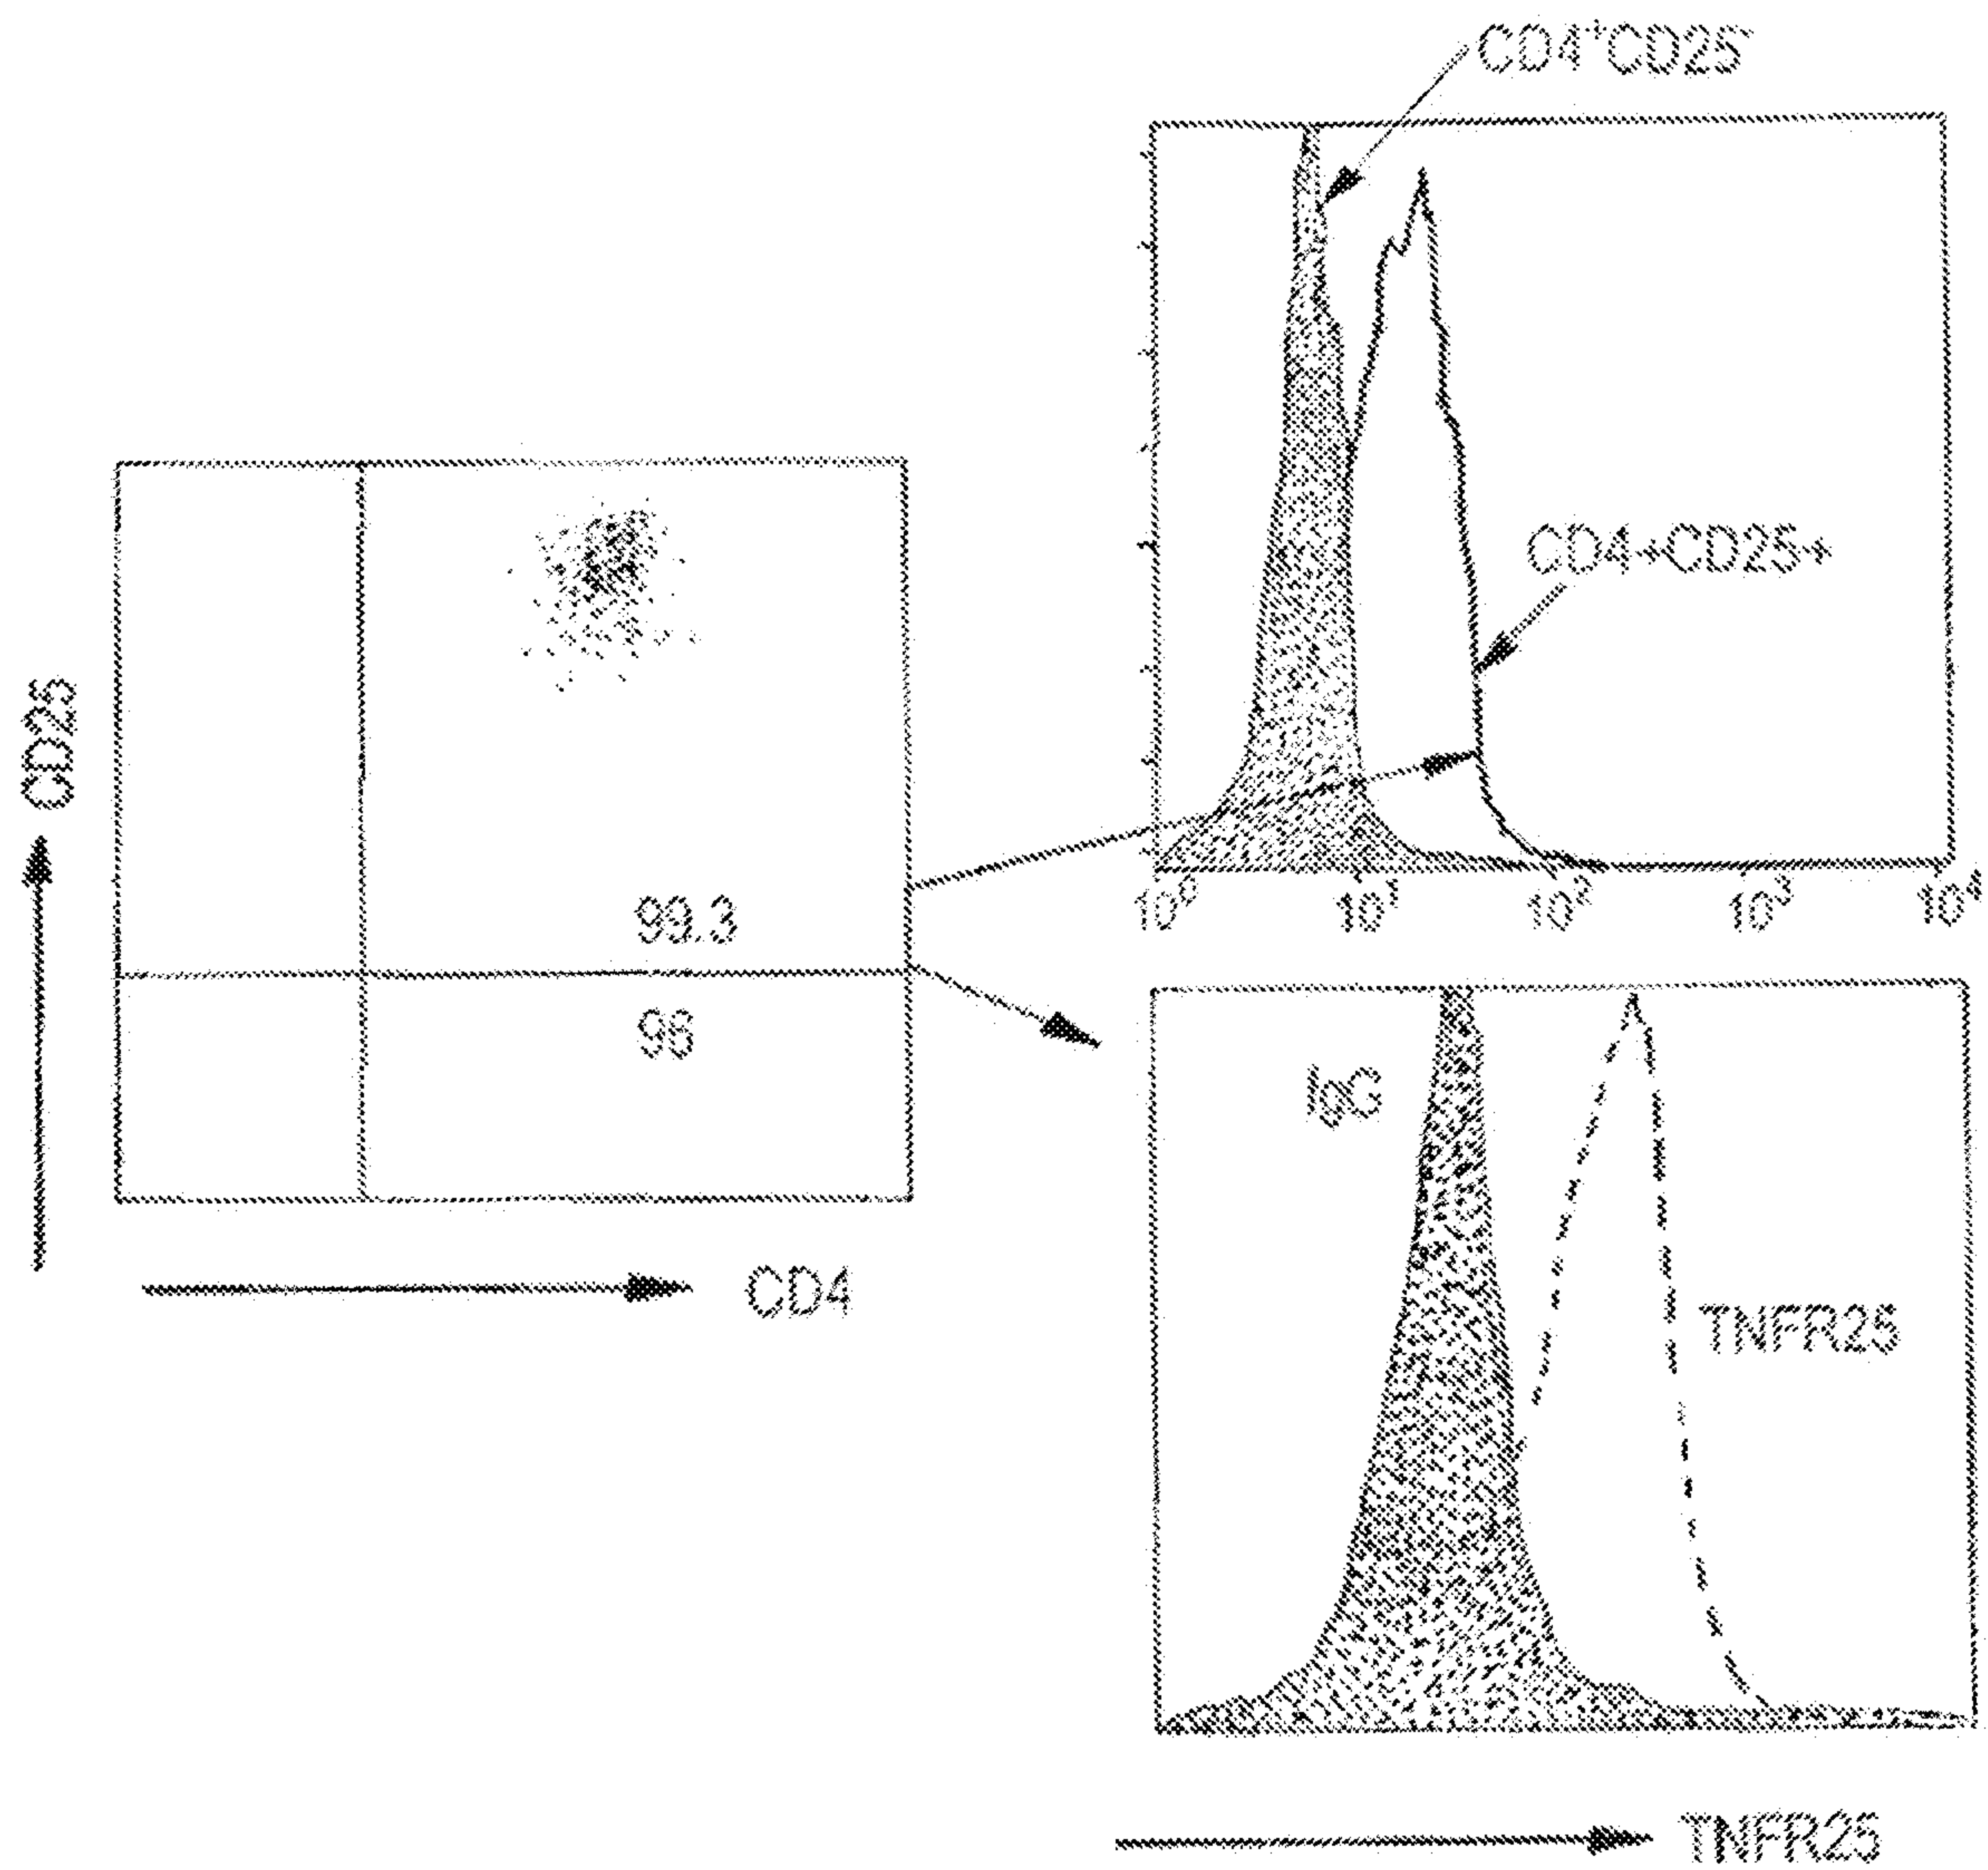 CD4⁺CD25⁻
CD4+CD25+
10⁰ 10¹ 10² 10³ 10⁴
CD25
99.3
96
CD4
IgG
TNFR25
TNFR25